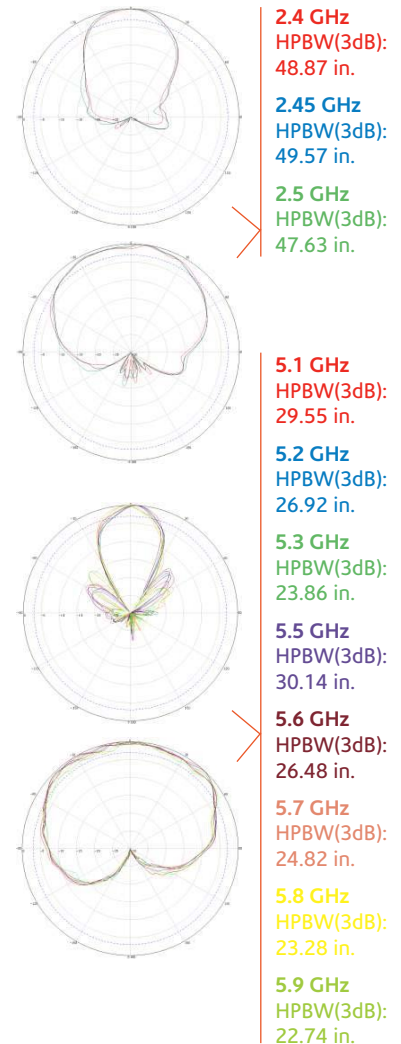 2.4 GHz
HPBW(3dB):
48.87 in.
2.45 GHz
HPBW(3dB):
49.57 in.
2.5 GHz
HPBW(3dB):
47.63 in.
5.1 GHz
HPBW(3dB):
29.55 in.
5.2 GHz
HPBW(3dB):
26.92 in.
5.3 GHz
HPBW(3dB):
23.86 in.
5.5 GHz
HPBW(3dB):
30.14 in.
5.6 GHz
HPBW(3dB):
26.48 in.
5.7 GHz
HPBW(3dB):
24.82 in.
5.8 GHz
HPBW(3dB):
23.28 in.
5.9 GHz
HPBW(3dB):
22.74 in.